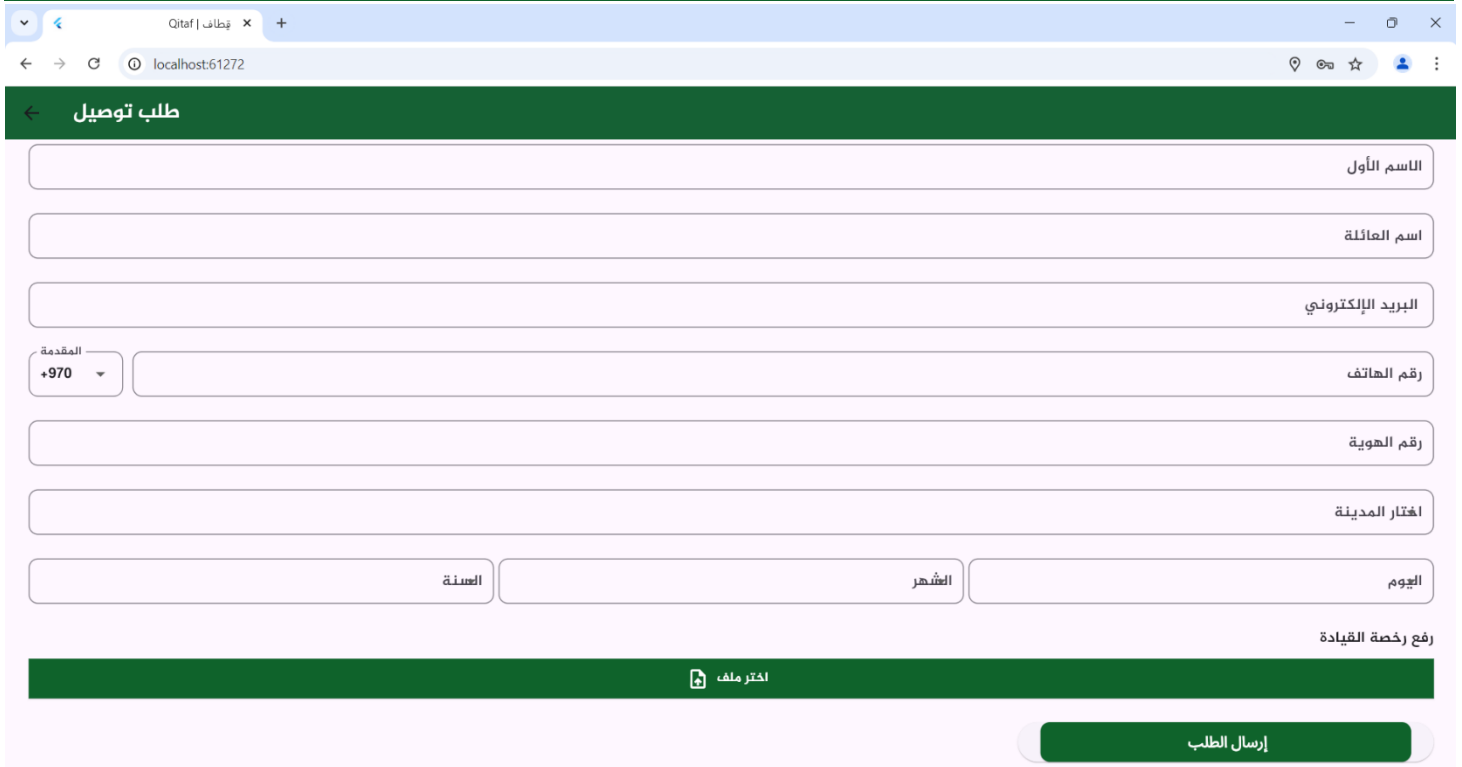 قطاف | Qitaf
localhost:61272
طلب توصيل
الاسم الأول
اسم العائلة
البريد الإلكتروني
المقدمة
رقم الهاتف
+970
رقم الهوية
اختار المدينة
اليوم
الشهر
السنة
رفع رخصة القيادة
اختر ملف
إرسال الطلب